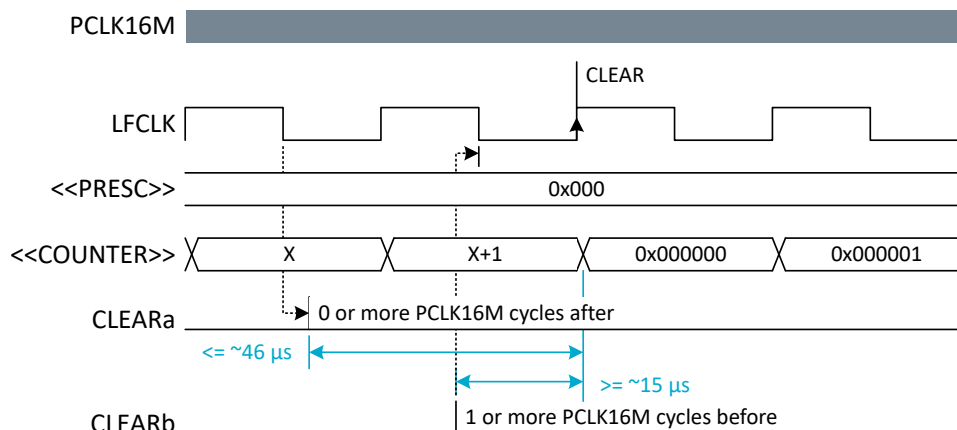 PCLK16M
CLEAR
LFCLK
<<PRESC>>
0x000
<<COUNTER>>
X
X+1
0x000000
0x000001
CLEARa
0 or more PCLK16M cycles after
<= ~46 µs
>= ~15 µs
CLEARb
1 or more PCLK16M cycles before